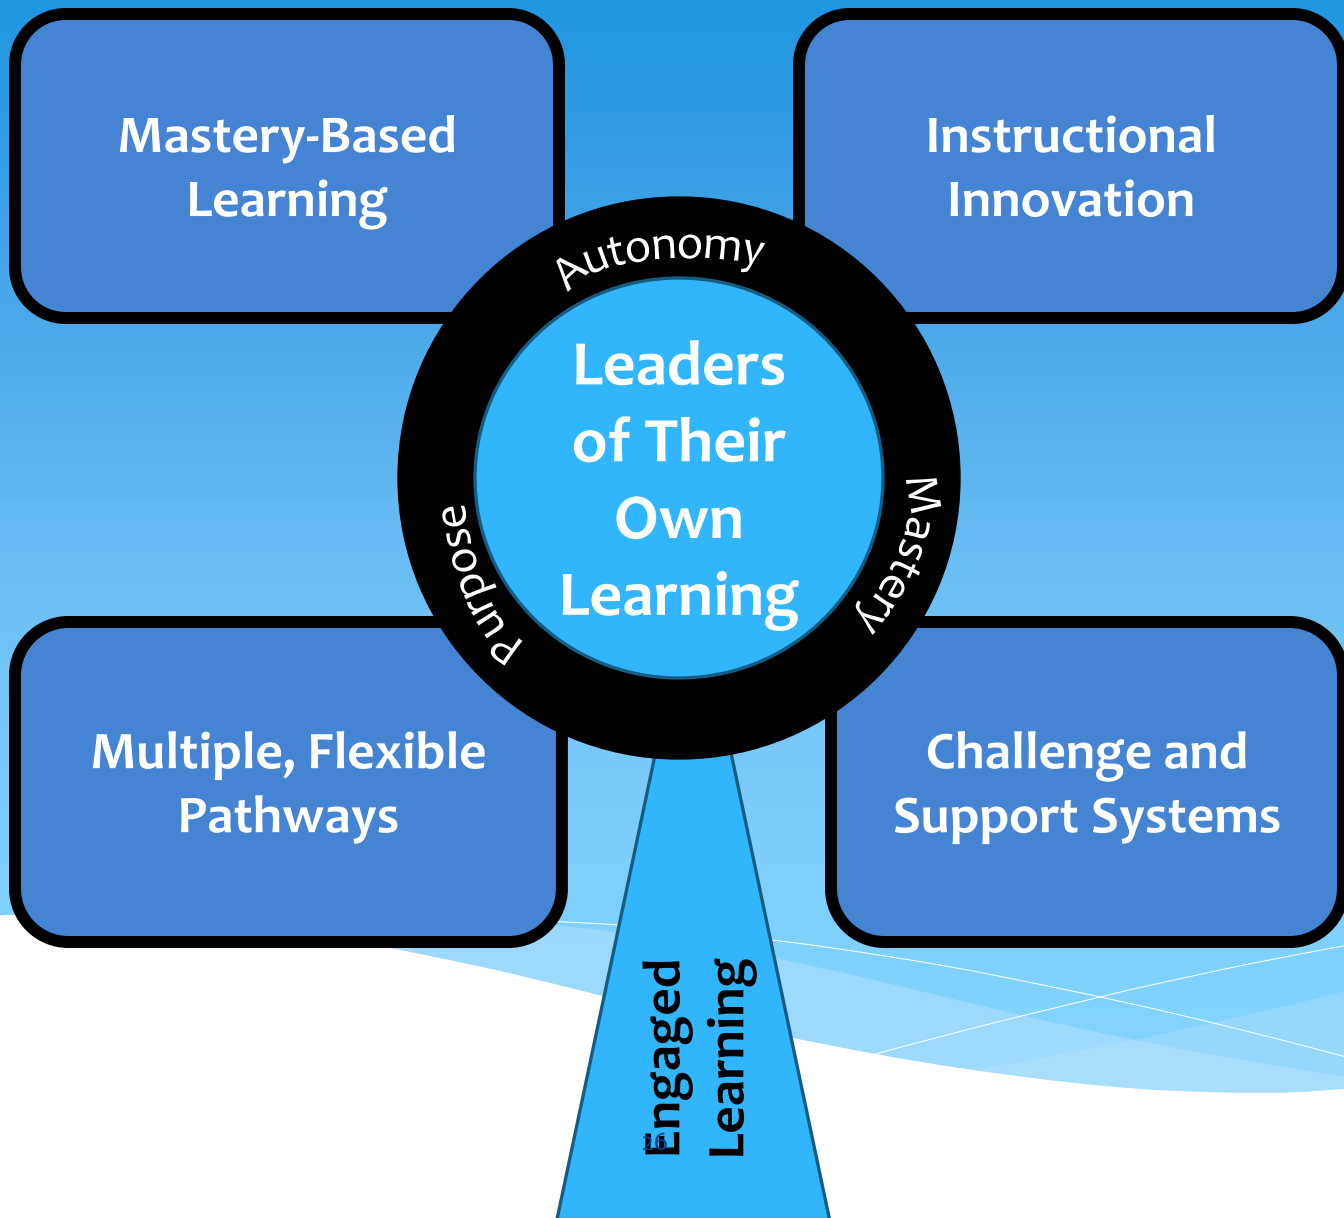 Mastery-Based
Learning
Instructional
Innovation
Autonomy
Leaders
of Their
Own
Learning
Mastery
Purpose
Multiple, Flexible
Pathways
Challenge and
Support Systems
Engaged
Learning
26